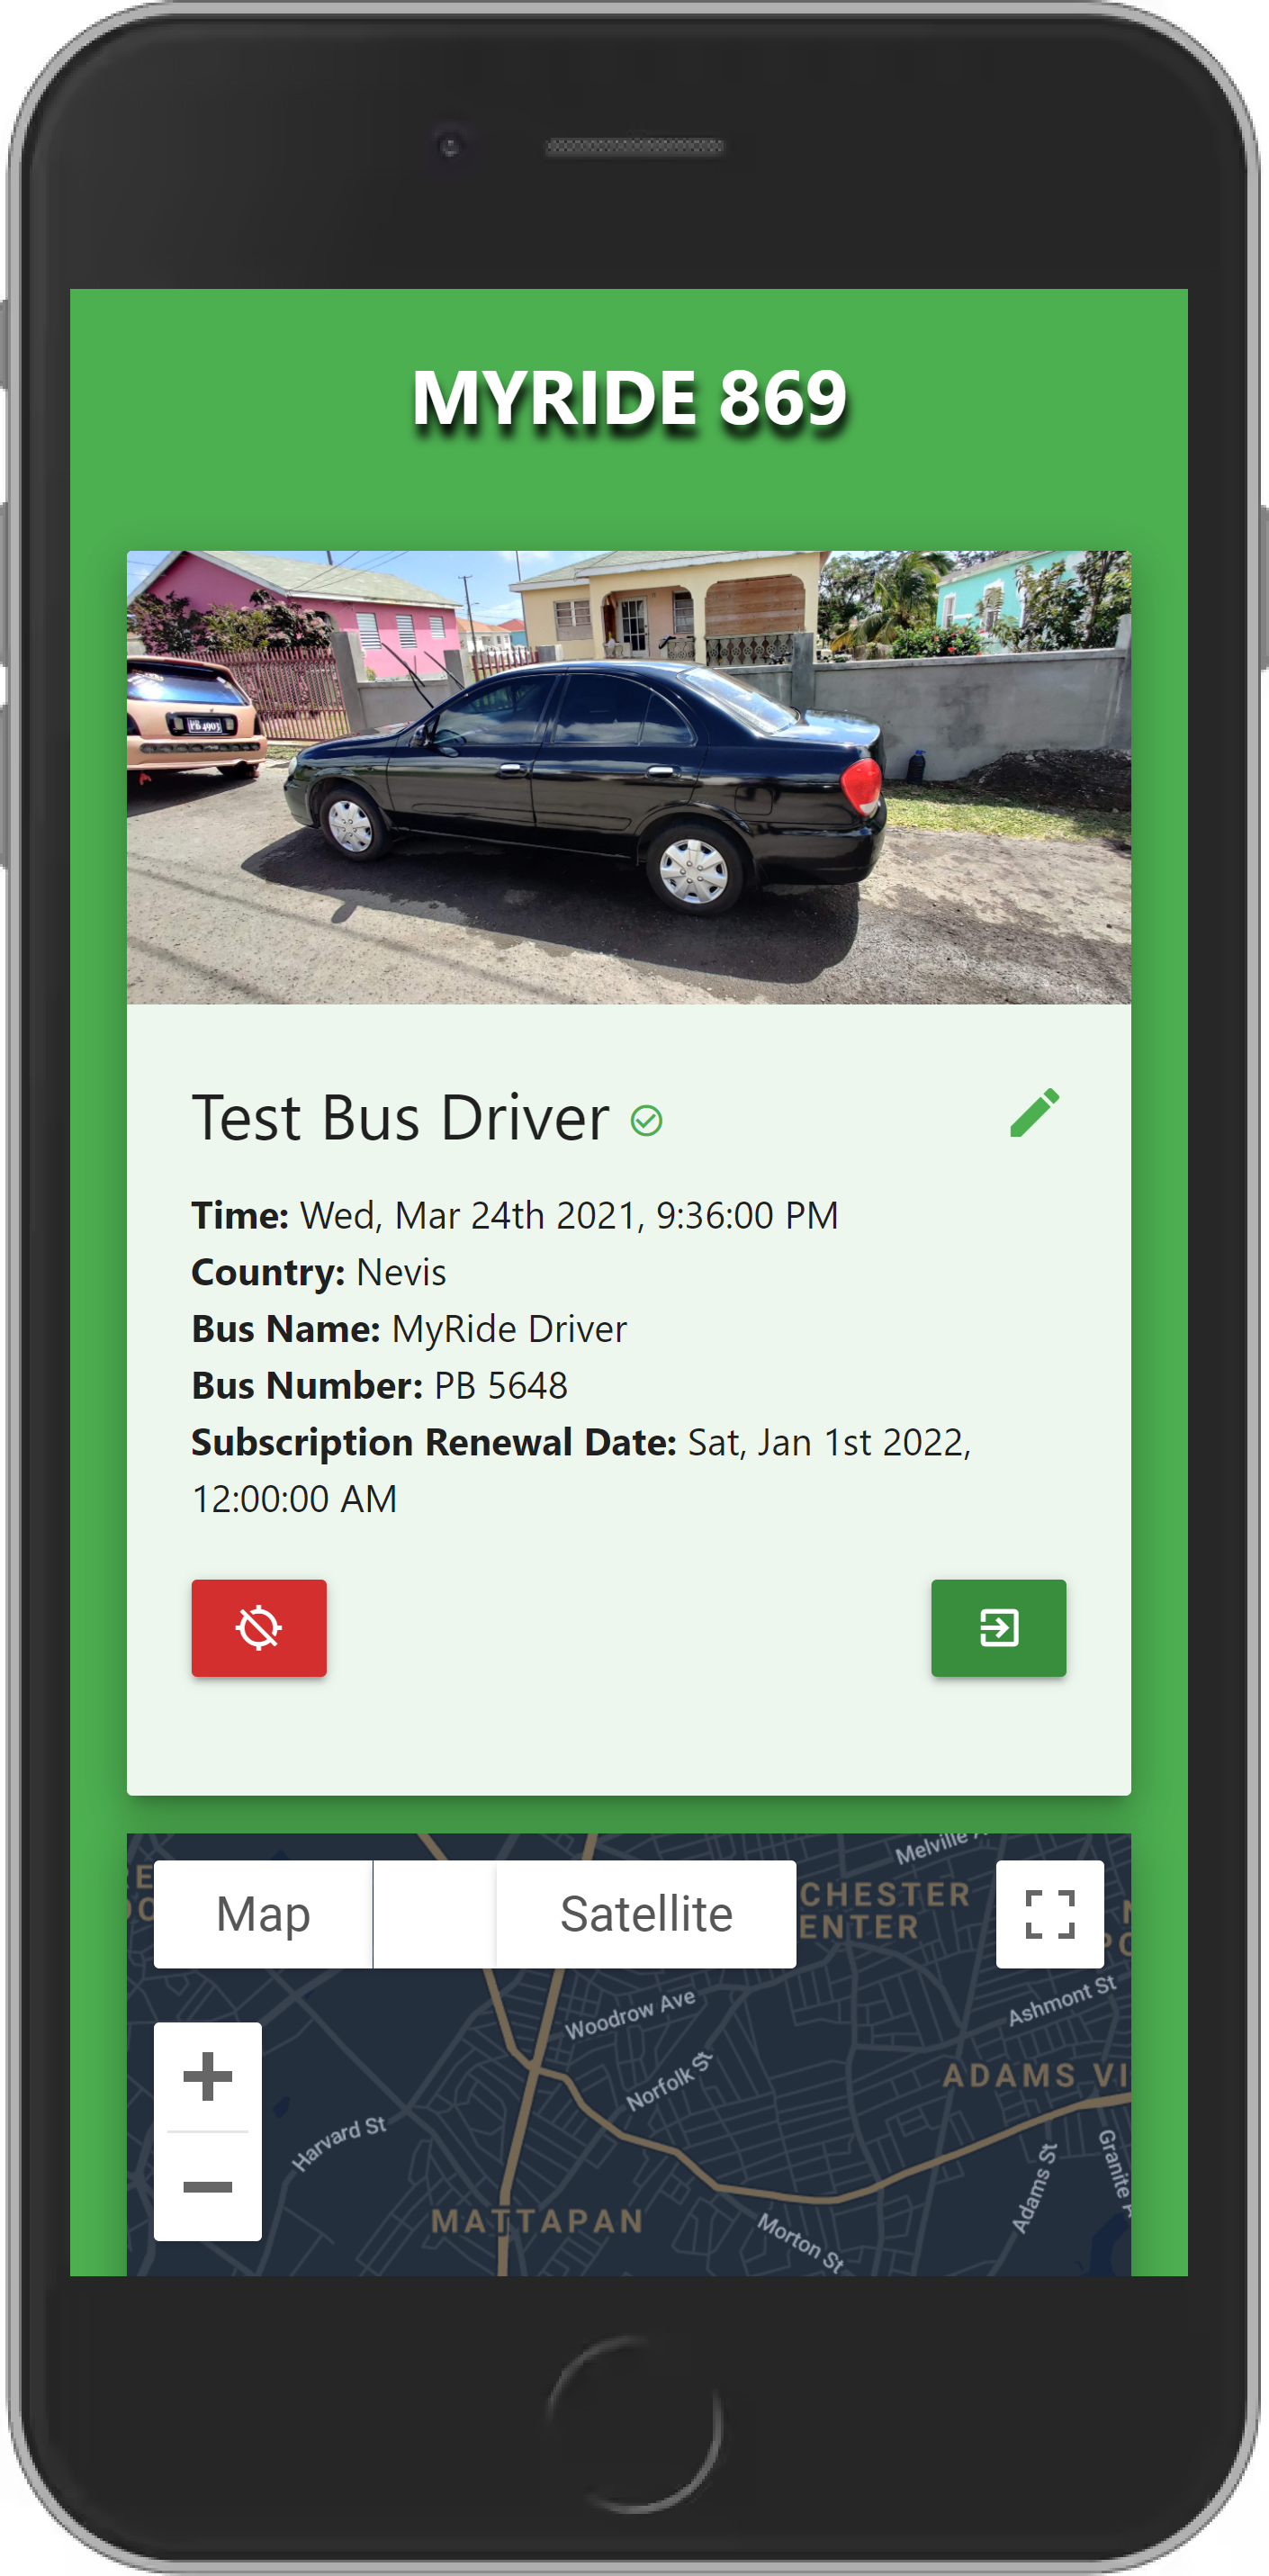 MYRIDE 869
PB 4903
Test Bus Driver
Time: Wed, Mar 24th 2021, 9:36:00 PM
Country: Nevis
Bus Name: MyRide Driver
Bus Number: PB 5648
Subscription Renewal Date: Sat, Jan 1st 2022,
12:00:00 AM
Melville
Map
Satellite
CHESTER
ENTER
Woodrow Ave
Ashmont St
Norfolk St
ADAMS VI
Harvard St
Adams St
Granite
MATTAPAN
Morton St